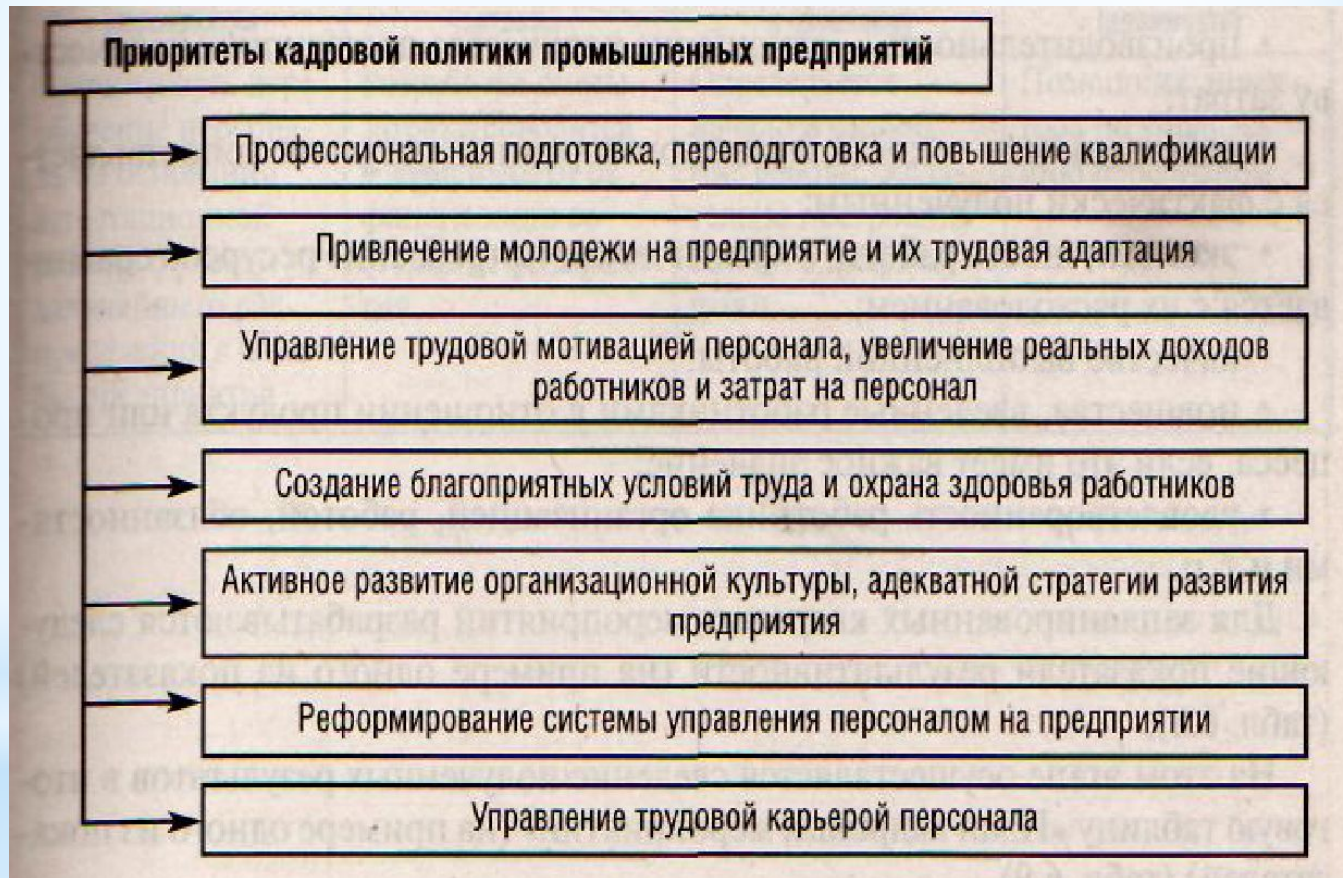 Приоритеты кадровой политики промышленных предприятий
Профессиональная подготовка, переподготовка и повышение квалификации
Привлечение молодежи на предприятие и их трудовая адаптация
Управление трудовой мотивацией персонала, увеличение реальных доходов
работников и затрат на персонал
Создание благоприятных условий труда и охрана здоровья работников
Активное развитие организационной культуры, адекватной стратегии развития
предприятия
Реформирование системы управления персоналом на предприятии
Управление трудовой карьерой персонала